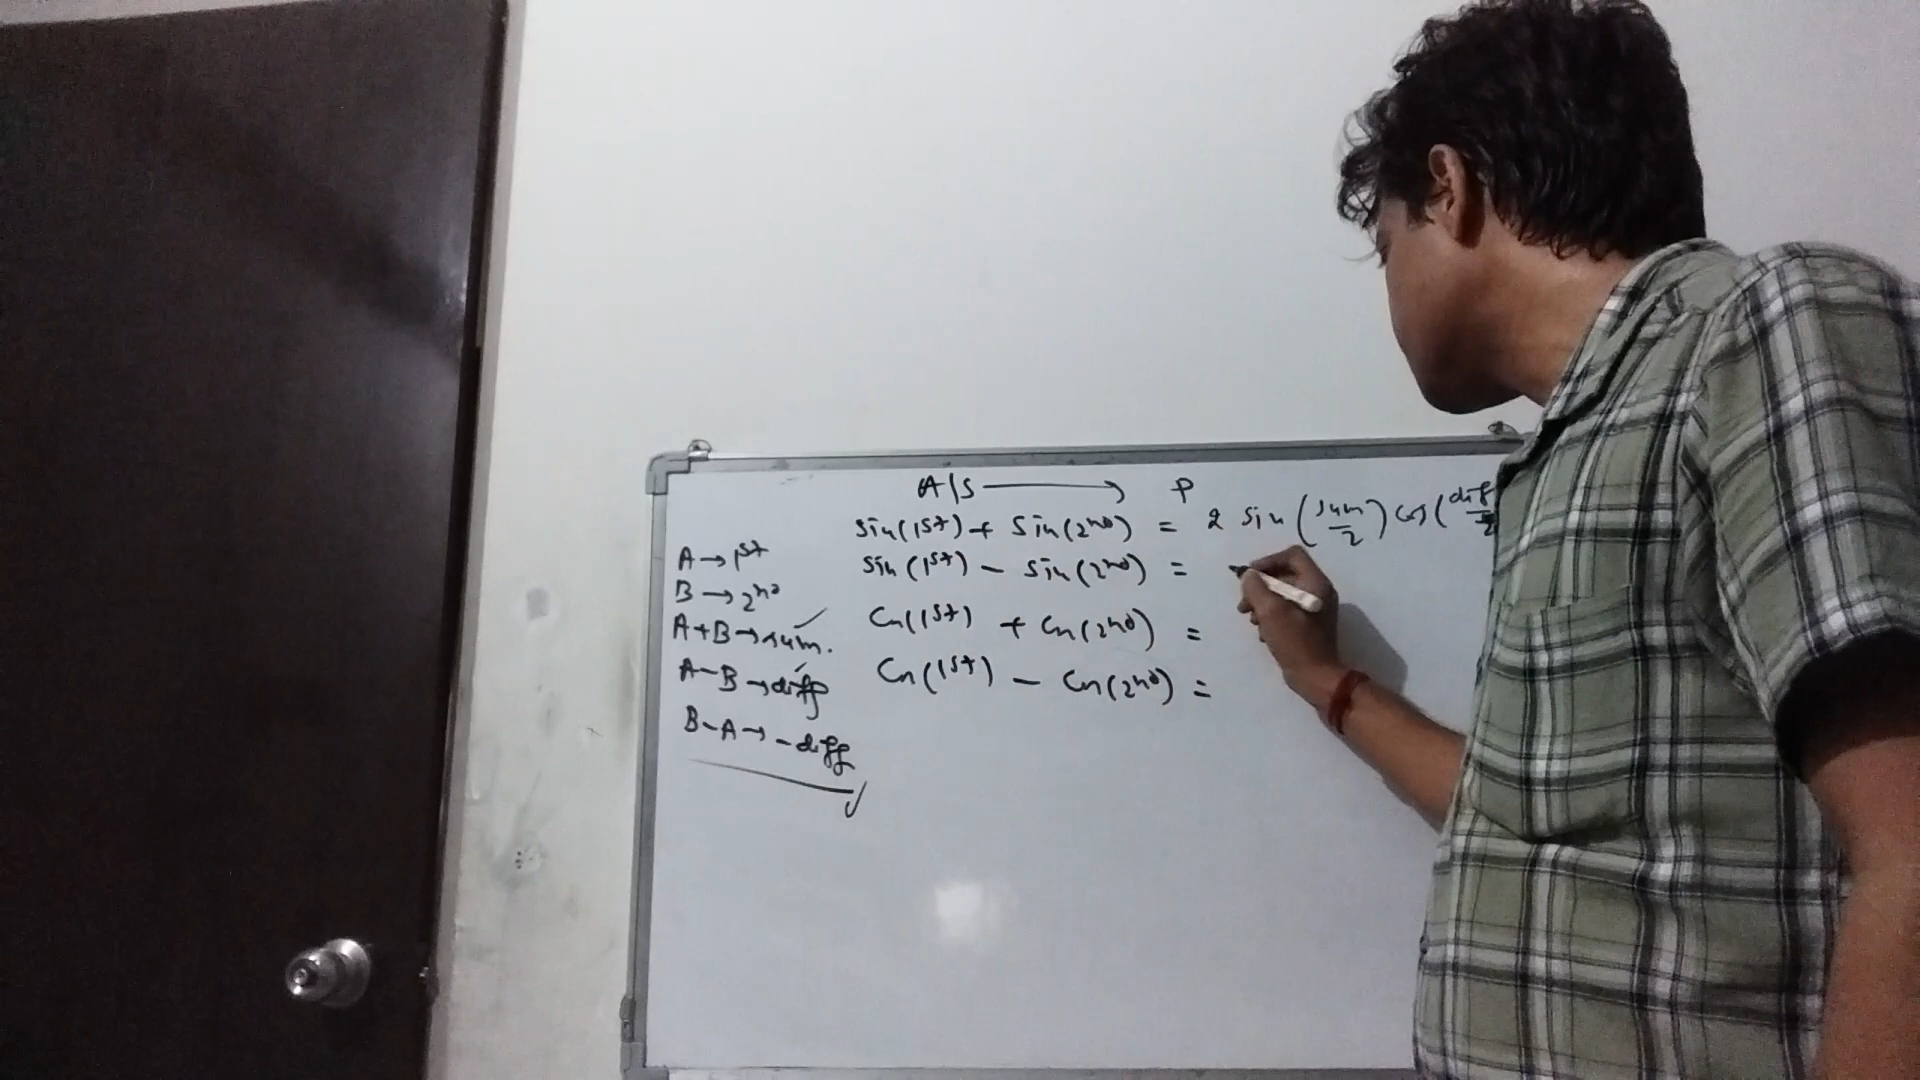 A|S → P
sin(1st) + sin(2nd) = 2 sin (sum/2) cos (diff/2
sin(1st) - sin(2nd) =
Cos(1st) + Cos(2nd) =
Cos(1st) - Cos(2nd) =
A → 1st
B → 2nd
A+B → sum.
A-B → diff
B-A → -diff